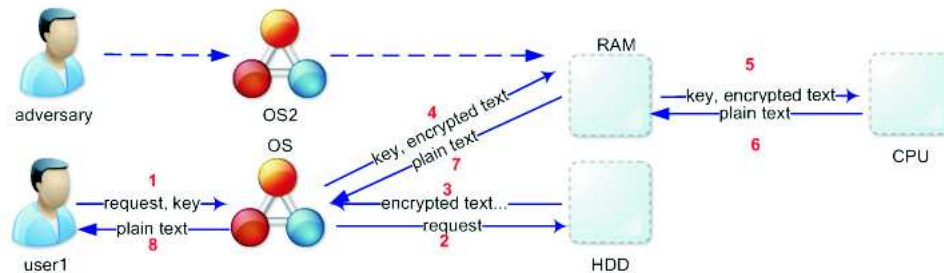 RAM
5
key, encrypted text
plain text
6
CPU
adversary
OS2
OS
4
key, encrypted text
plain text
7
1
request, key
plain text
8
user1
3
encrypted text...
request
2
HDD